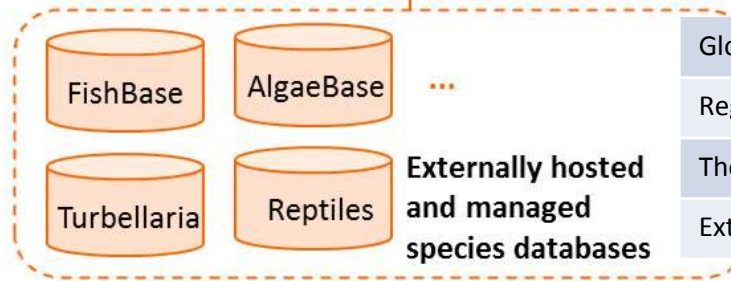 FishBase
AlgaeBase
...
Turbellaria
Reptiles
Externally hosted
and managed
species databases